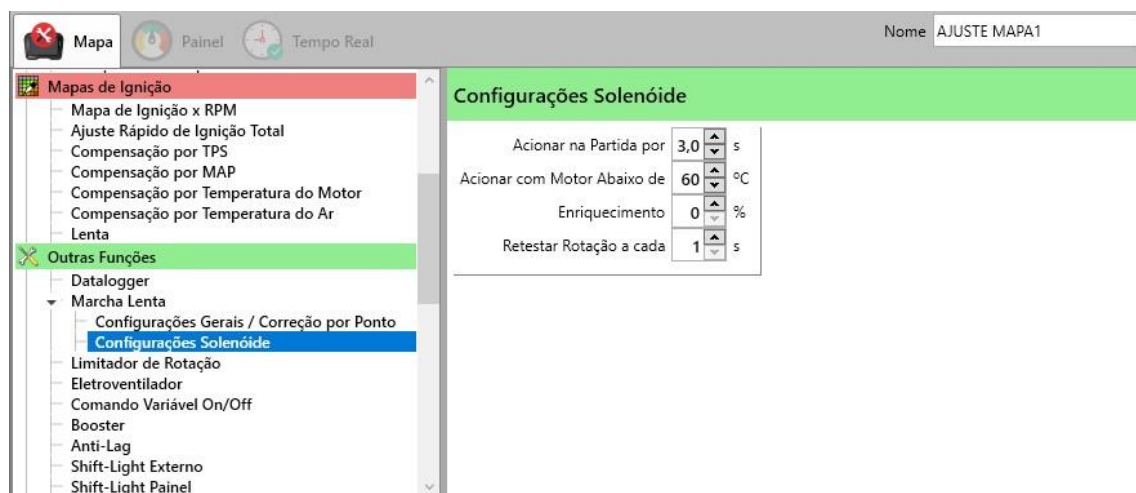 Mapa
Painel
Tempo Real
Nome AJUSTE MAPA1
Mapas de Ignição
Mapa de Ignição x RPM
Ajuste Rápido de Ignição Total
Compensação por TPS
Compensação por MAP
Compensação por Temperatura do Motor
Compensação por Temperatura do Ar
Lenta
Outras Funções
Datalogger
Marcha Lenta
Configurações Gerais / Correção por Ponto
Configurações Solenóide
Limitador de Rotação
Eletroventilador
Comando Variável On/Off
Booster
Anti-Lag
Shift-Light Externo
Shift-Light Painel
Configurações Solenóide
Acionar na Partida por 3,0 s
Acionar com Motor Abaixo de 60 ºC
Enriquecimento 0 %
Retestar Rotação a cada 1 s